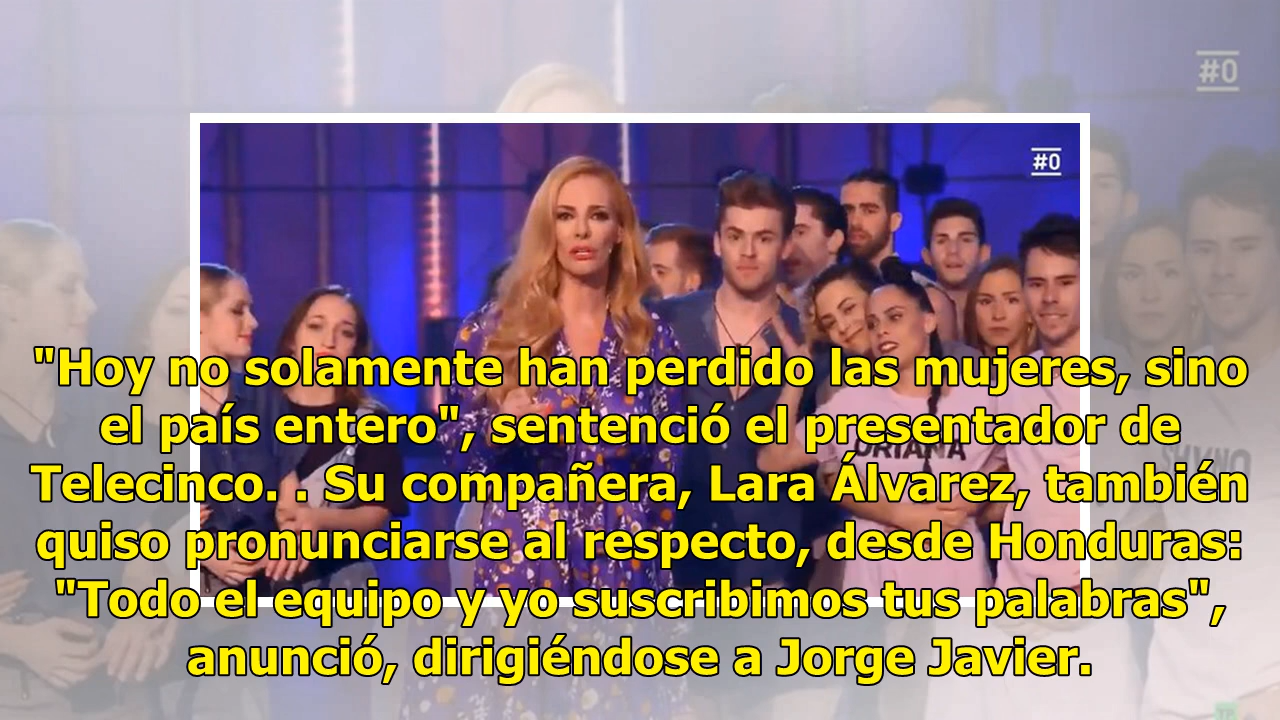 #0
#0
"Hoy no solamente han perdido las mujeres, sino
el país entero", sentenció el presentador de
Telecinco. . Su compañera, Lara Álvarez, también
quiso pronunciarse al respecto, desde Honduras:
"Todo el equipo y yo suscribimos tus palabras",
anunció, dirigiéndose a Jorge Javier.
ORIANA